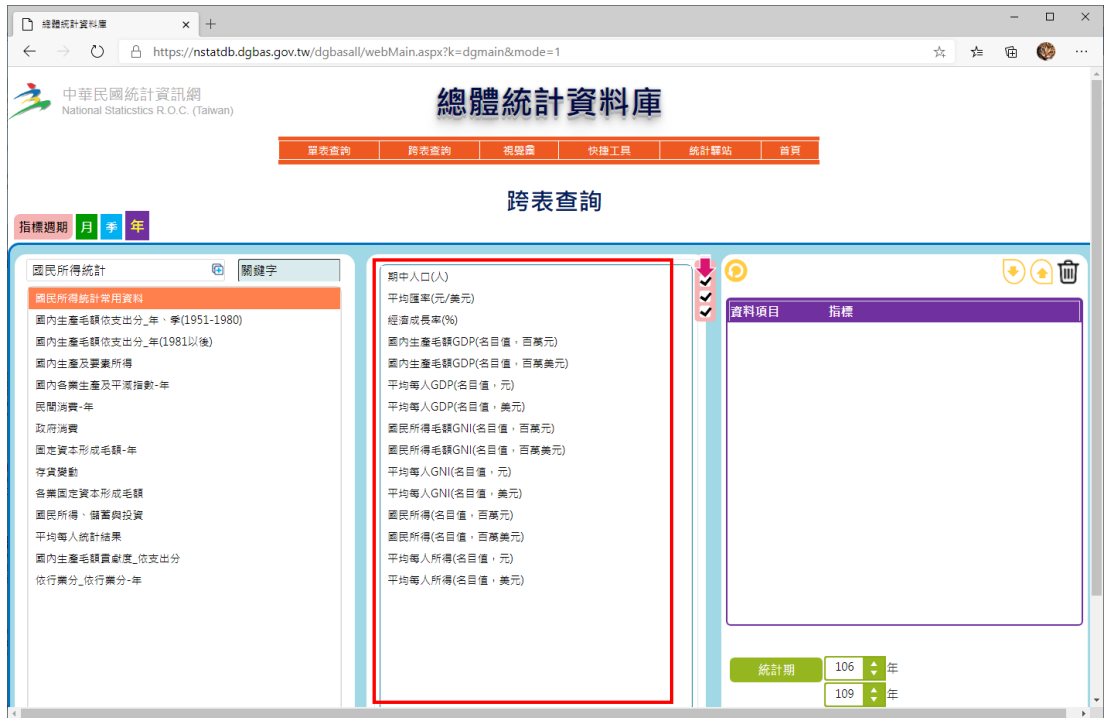 總體統計資料庫
https://nstatdb.dgbas.gov.tw/dgbasall/webMain.aspx?k=dgmain&mode=1
中華民國統計資訊網
National Staticstics R.O.C. (Taiwan)
總體統計資料庫
單表查詢 跨表查詢 視覺圖 快捷工具 統計驛站 首頁
跨表查詢
指標週期 月 季 年
國民所得統計 關鍵字
國民所得統計常用資料
國內生產毛額依支出分_年、季(1951-1980)
國內生產毛額依支出分_年(1981以後)
國內生產及要素所得
國內各業生產及平減指數-年
民間消費-年
政府消費
固定資本形成毛額-年
存貨變動
各業固定資本形成毛額
國民所得、儲蓄與投資
平均每人統計結果
國內生產毛額貢獻度_依支出分
依行業分_依行業分-年
期中人口(人)
平均匯率(元/美元)
經濟成長率(%)
國內生產毛額GDP(名目值，百萬元)
國內生產毛額GDP(名目值，百萬美元)
平均每人GDP(名目值，元)
平均每人GDP(名目值，美元)
國民所得毛額GNI(名目值，百萬元)
國民所得毛額GNI(名目值，百萬美元)
平均每人GNI(名目值，元)
平均每人GNI(名目值，美元)
國民所得(名目值，百萬元)
國民所得(名目值，百萬美元)
平均每人所得(名目值，元)
平均每人所得(名目值，美元)
資料項目 指標
統計期 106 年
109 年